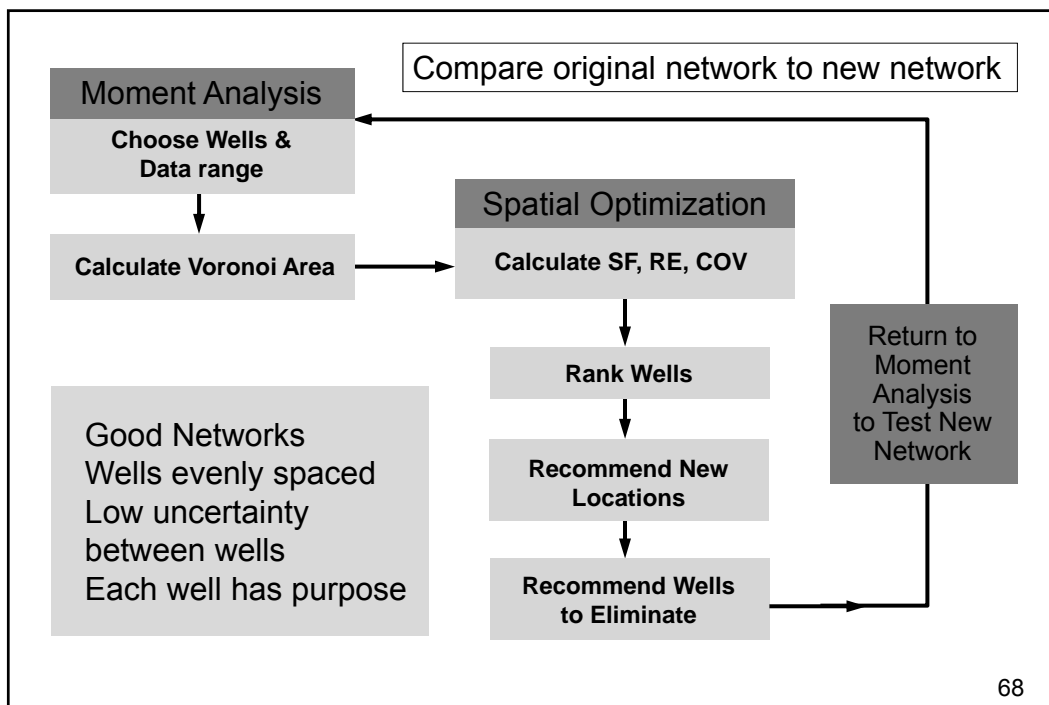 Compare original network to new network
Moment Analysis
Choose Wells &
Data range
Calculate Voronoi Area
Spatial Optimization
Calculate SF, RE, COV
Rank Wells
Recommend New
Locations
Recommend Wells
to Eliminate
Return to
Moment
Analysis
to Test New
Network
Good Networks
Wells evenly spaced
Low uncertainty
between wells
Each well has purpose
68